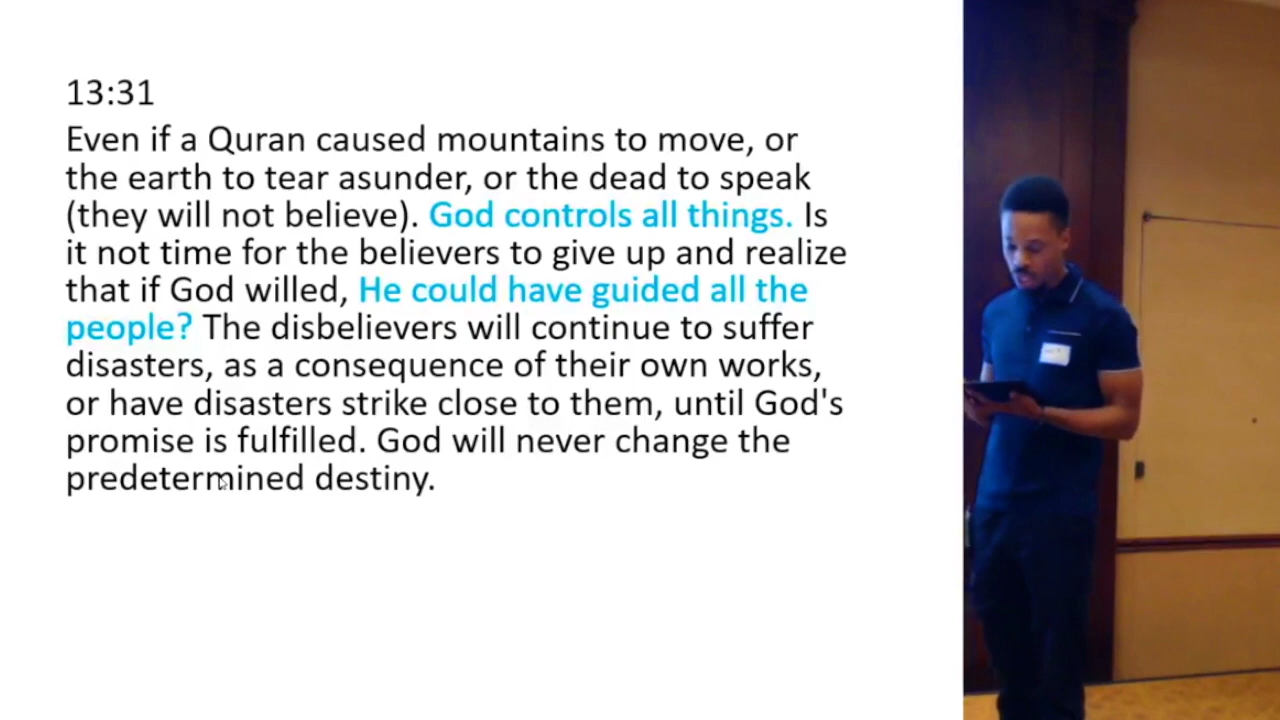 13:31
Even if a Quran caused mountains to move, or
the earth to tear asunder, or the dead to speak
(they will not believe). God controls all things. Is
it not time for the believers to give up and realize
that if God willed, He could have guided all the
people? The disbelievers will continue to suffer
disasters, as a consequence of their own works,
or have disasters strike close to them, until God's
promise is fulfilled. God will never change the
predetermined destiny.